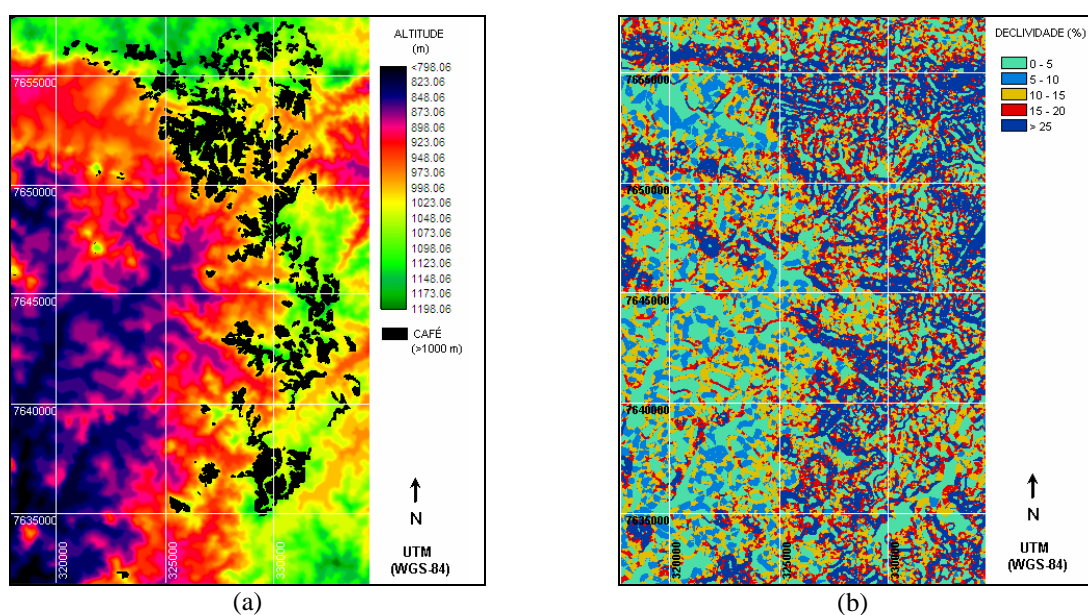 ALTITUDE
(m)
<798.06
823.06
848.06
873.06
898.06
923.06
948.06
973.06
998.06
1023.06
1048.06
1073.06
1098.06
1123.06
1148.06
1173.06
1198.06
CAFÉ
(>1000 m)
7655000
7650000
7645000
7640000
7635000
320000
325000
330000
N
UTM
(WGS-84)
(a)
DECLIVIDADE (%)
0 - 5
5 - 10
10 - 15
15 - 20
> 25
7655000
7650000
7645000
7640000
7635000
320000
325000
330000
N
UTM
(WGS-84)
(b)